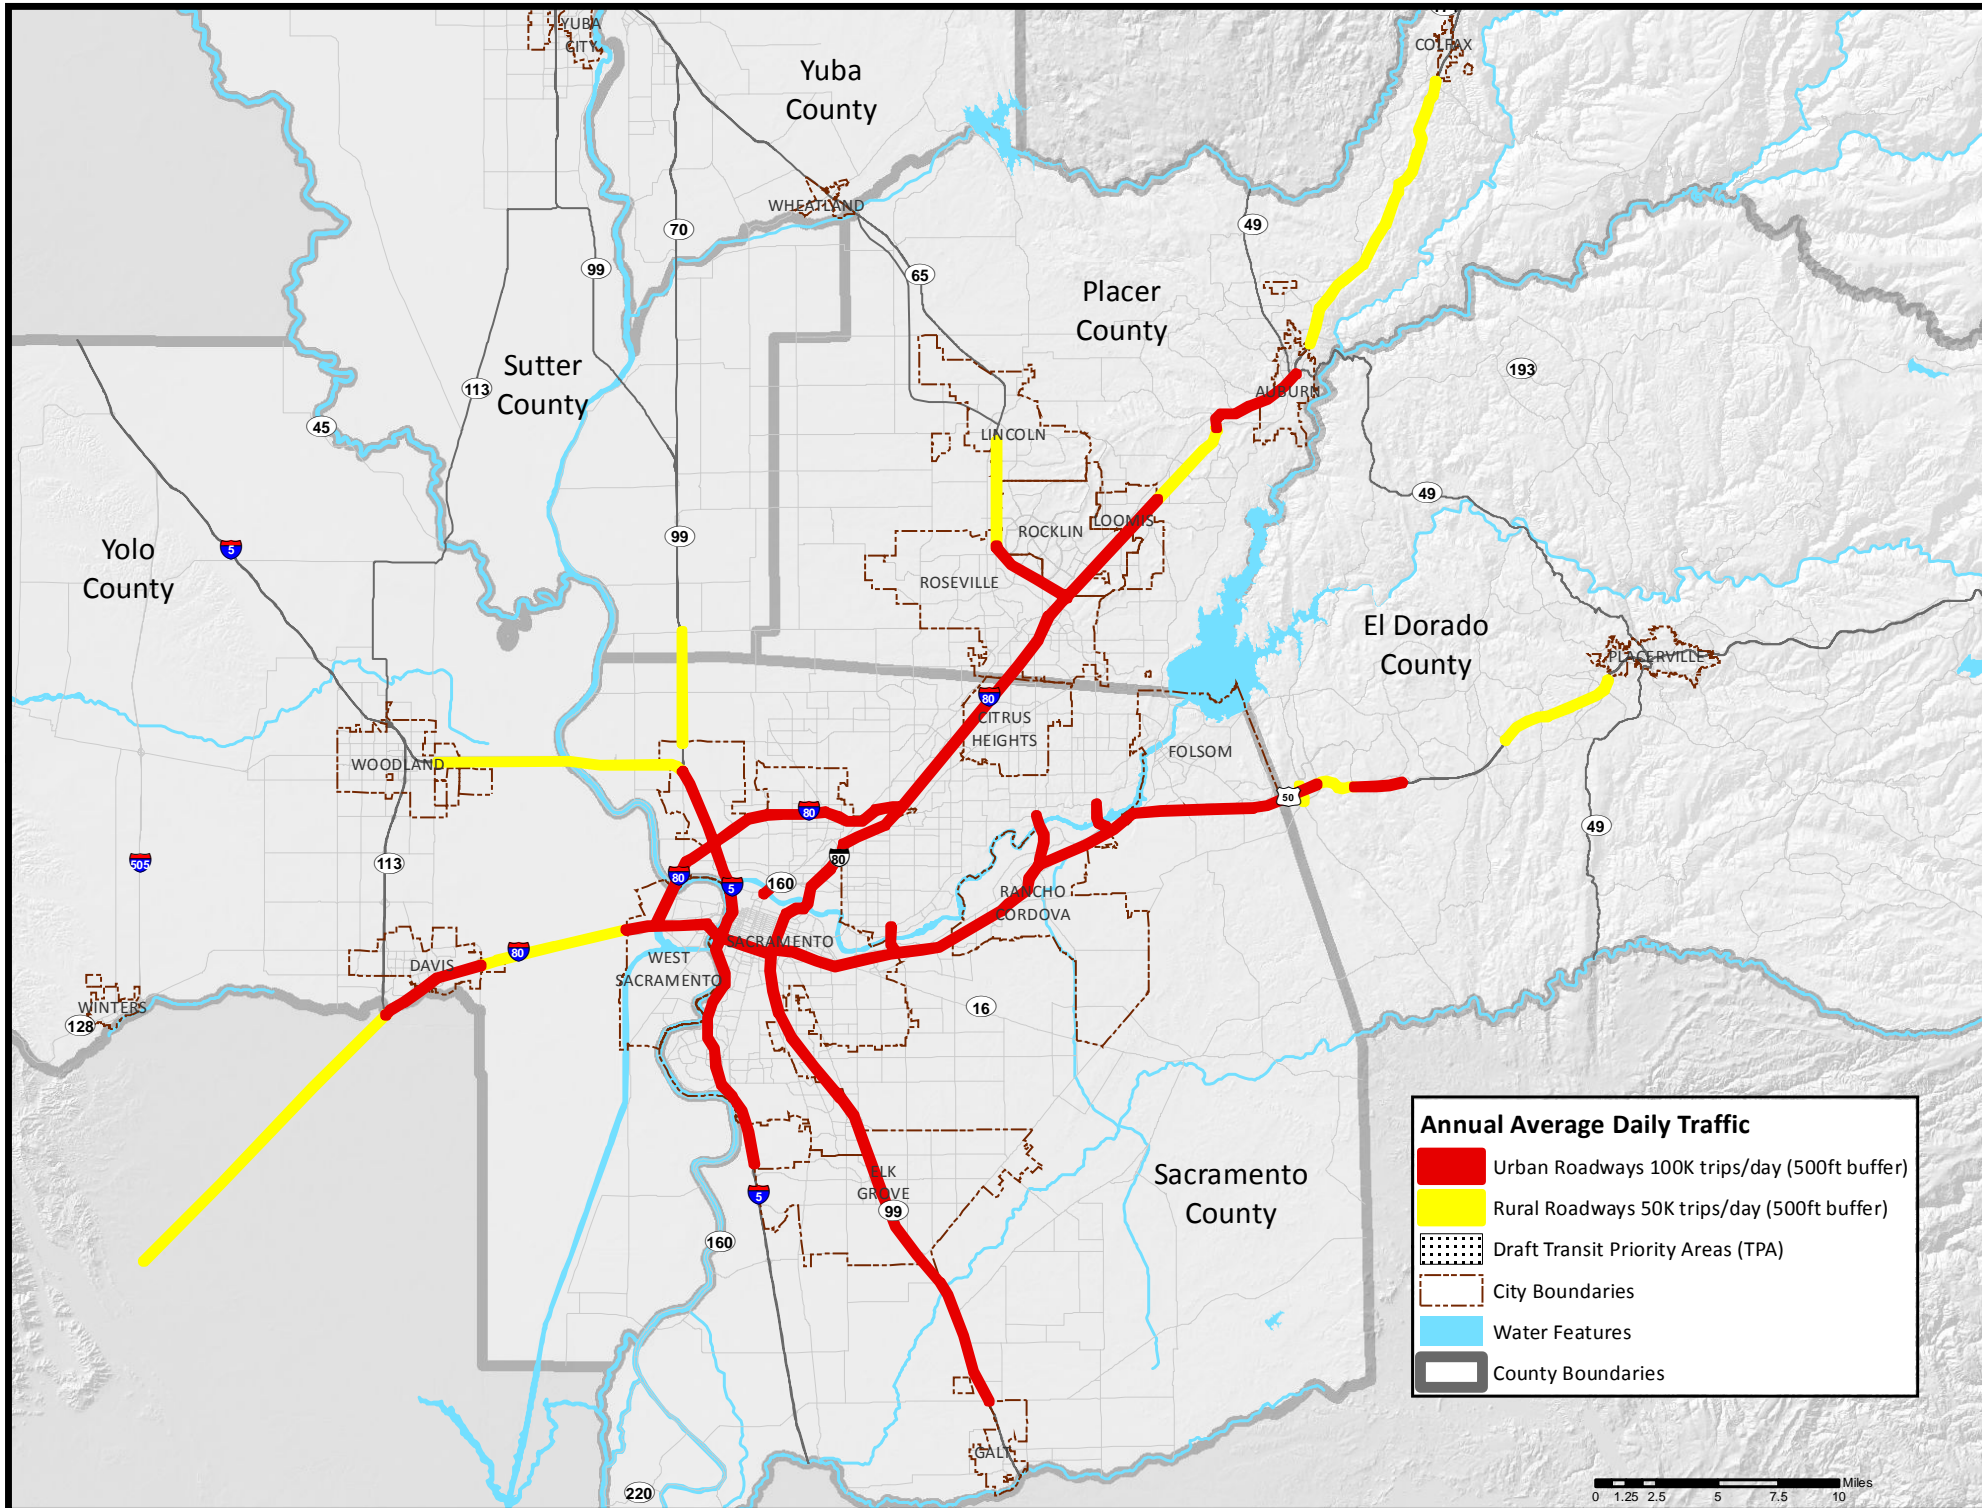 YUBA
CITY
COLFAX
Yuba
County
WHEATLAND
70
49
99
65
Placer
County
Sutter
County
193
113
45
AUBURN
LINCOLN
49
ROCKLIN
LOOMIS
99
5
Yolo
County
ROSEVILLE
El Dorado
County
PLACERVILLE
80
CITRUS
HEIGHTS
FOLSOM
WOODLAND
50
80
49
505
113
80
80
5
160
RANCHO
CORDOVA
SACRAMENTO
80
DAVIS
WEST
SACRAMENTO
WINTERS
128
16
Sacramento
County
ELK
GROVE
99
5
160
GALT
220
Annual Average Daily Traffic
Urban Roadways 100K trips/day (500ft buffer)
Rural Roadways 50K trips/day (500ft buffer)
Draft Transit Priority Areas (TPA)
City Boundaries
Water Features
County Boundaries
Miles
0 1.25 2.5 5 7.5 10